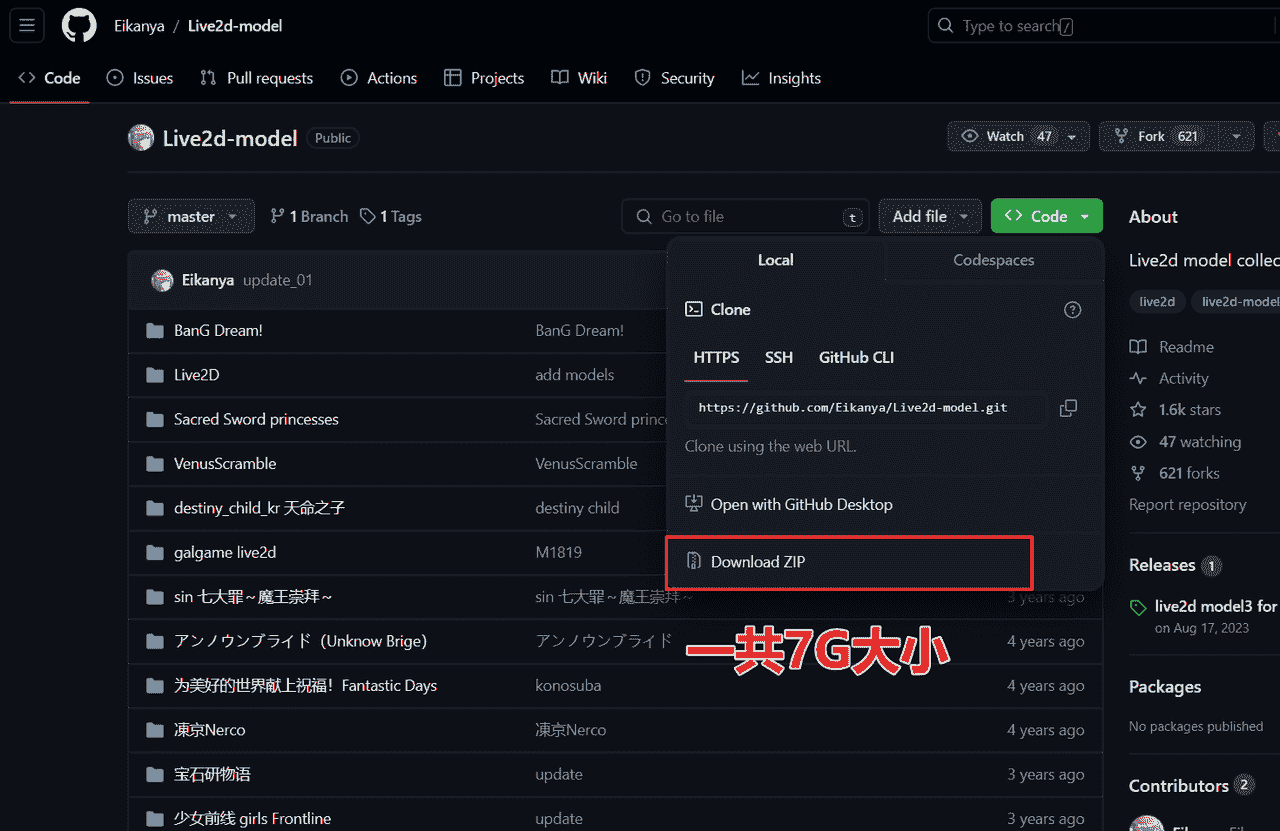 Eikanya / Live2d-model
Type to search /
Code Issues Pull requests Actions Projects Wiki Security Insights
Live2d-model Public
Watch 47 Fork 621
master 1 Branch 1 Tags
Go to file t Add file Code
About
Local Codespaces
Live2d model collec
Eikanya update_01
live2d live2d-model
Clone
BanG Dream! BanG Dream!
HTTPS SSH GitHub CLI
Readme
Live2D add models
Activity
https://github.com/Eikanya/Live2d-model.git
1.6k stars
Sacred Sword princesses Sacred Sword prince
Clone using the web URL.
47 watching
VenusScramble VenusScramble
621 forks
Open with GitHub Desktop
Report repository
destiny_child_kr 天命之子 destiny child
galgame live2d M1819
Download ZIP
Releases 1
sin 七大罪～魔王崇拜～ sin 七大罪～魔王崇拜～ 3 years ago
live2d model3 for
on Aug 17, 2023
アンノウンブライド（Unknow Brige) アンノウンブライド 4 years ago
一共7G大小
为美好的世界献上祝福！Fantastic Days konosuba 4 years ago
Packages
No packages published
凍京Nerco 凍京Nerco 4 years ago
宝石研物语 update 3 years ago
Contributors 2
少女前线 girls Frontline update 3 years ago